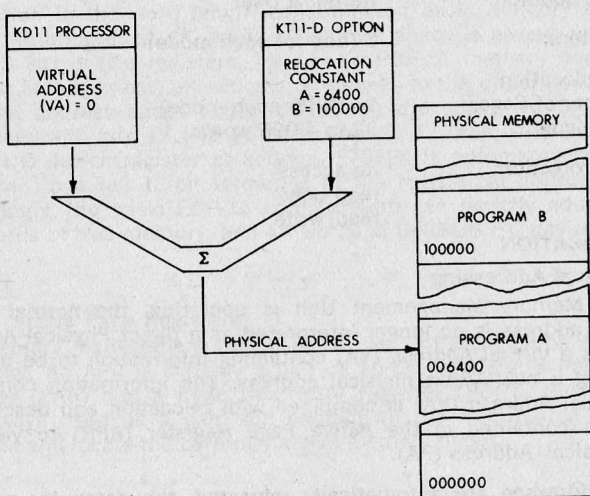 KD11 PROCESSOR
VIRTUAL
ADDRESS
(VA) = 0
KT11-D OPTION
RELOCATION
CONSTANT
A = 6400
B = 100000
PHYSICAL MEMORY
PROGRAM B
100000
Σ
PHYSICAL ADDRESS
PROGRAM A
006400
000000